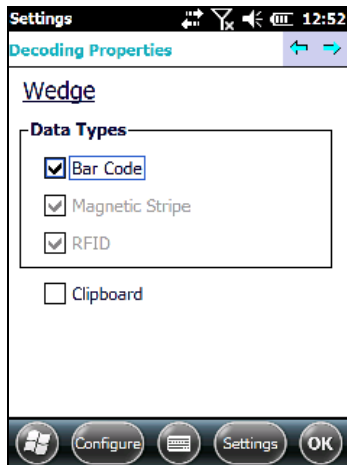 Settings 12:52
Decoding Properties
Wedge
Data Types
Bar Code
Magnetic Stripe
RFID
Clipboard
Configure Settings OK